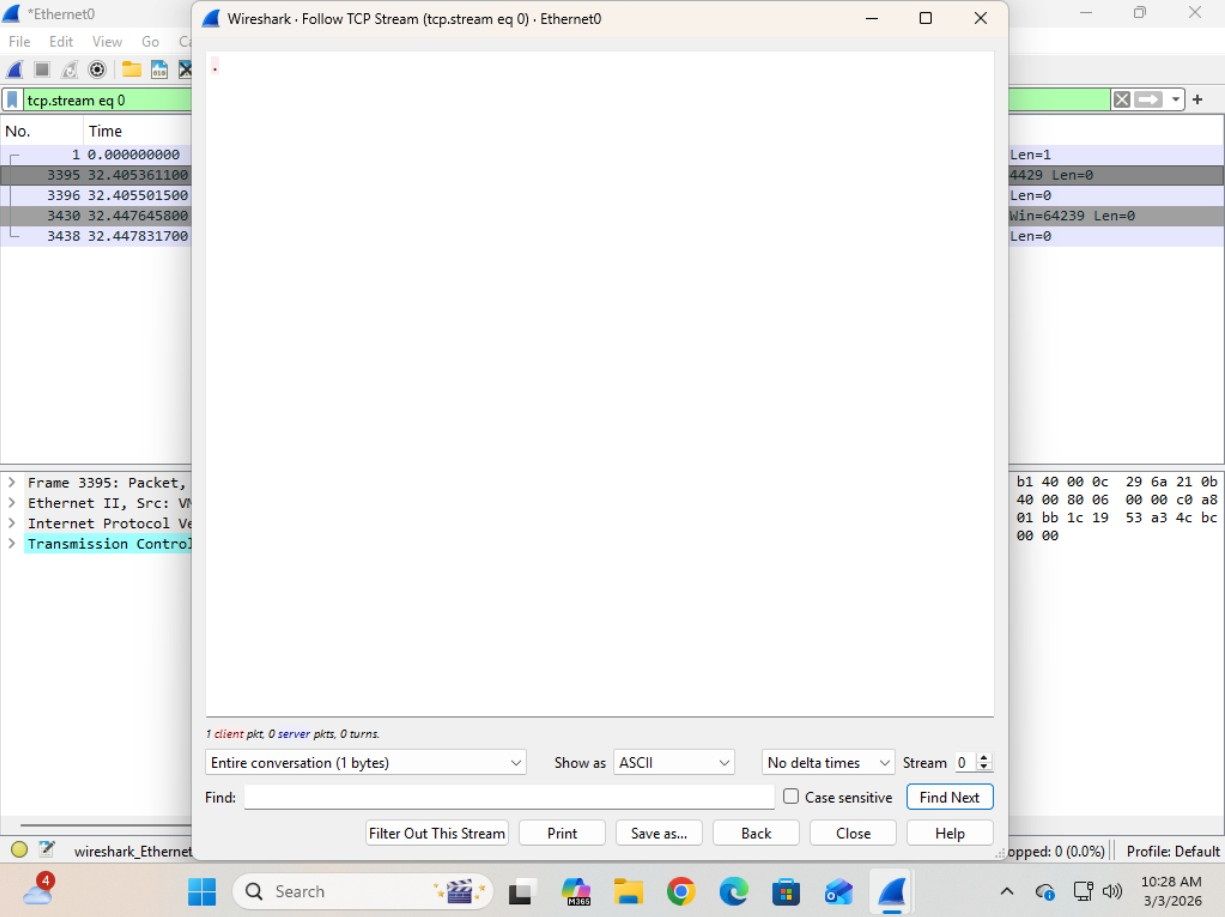 *Ethernet0
Wireshark · Follow TCP Stream (tcp.stream eq 0) · Ethernet0
File Edit View Go Ca
.
tcp.stream eq 0
+
No. Time
1 0.000000000 Len=1
3395 32.405361100 4429 Len=0
3396 32.405501500 Len=0
3430 32.447645800 Win=64239 Len=0
3438 32.447831700 Len=0
Frame 3395: Packet, b1 40 00 0c 29 6a 21 0b
Ethernet II, Src: VM 40 00 80 06 00 00 c0 a8
Internet Protocol Ve 01 bb 1c 19 53 a3 4c bc
Transmission Control 00 00
1 client pkt, 0 server pkts, 0 turns.
Entire conversation (1 bytes) Show as ASCII No delta times Stream 0
Find: Case sensitive Find Next
Filter Out This Stream Print Save as... Back Close Help
wireshark_Ethernet opped: 0 (0.0%) Profile: Default
4 Search M365 10:28 AM
3/3/2026